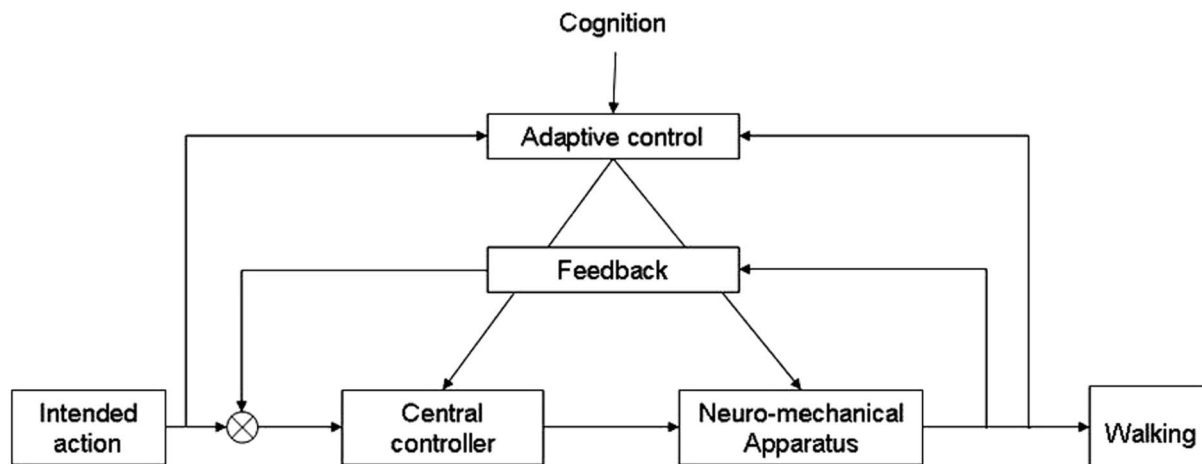 Cognition
Adaptive control
Feedback
Intended
action
Central
controller
Neuro-mechanical
Apparatus
Walking